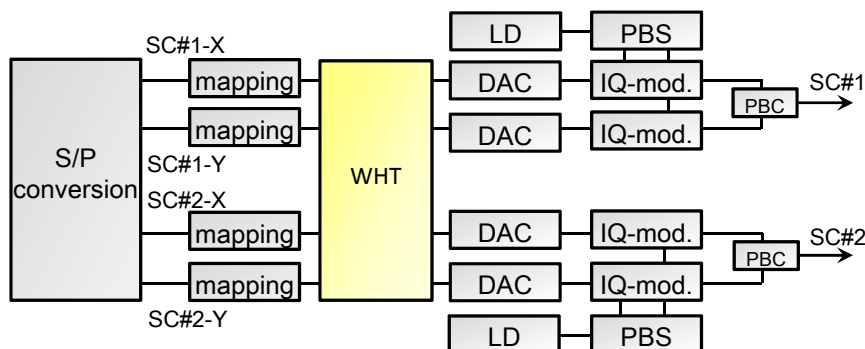 LD
PBS
SC#1-X
mapping
DAC
IQ-mod.
SC#1
PBC
mapping
DAC
IQ-mod.
SC#1-Y
S/P
conversion
WHT
SC#2-X
mapping
DAC
IQ-mod.
SC#2
PBC
mapping
DAC
IQ-mod.
SC#2-Y
LD
PBS